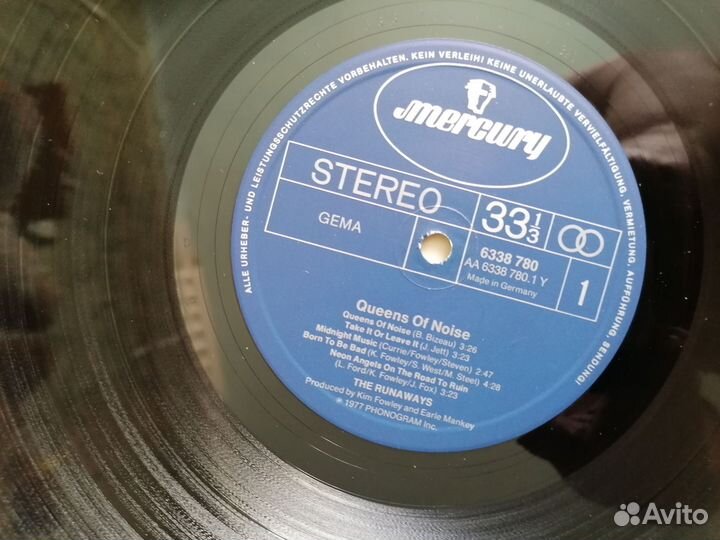 ALLE URHEBER- UND LEISTUNGSSCHUTZRECHTE VORBEHALTEN. KEIN VERLEIH! KEINE UNERLAUBTE VERVIELFÄLTIGUNG, VERMIETUNG, AUFFÜHRUNG, SENDUNG!
mercury
STEREO
33 1/3
GEMA
6338 780
AA 6338 780.1 Y
Made in Germany
1
Queens Of Noise
Queens Of Noise (B. Bizeau) 3:26
Take It Or Leave It (J. Jett) 3:23
Midnight Music (Currie/Fowley/Steven) 2:47
Born To Be Bad (K. Fowley/S. West/M. Steel) 4:28
Neon Angels On The Road To Ruin
(L. Ford/K. Fowley/J. Fox) 3:23
THE RUNAWAYS
Produced by Kim Fowley and Earle Mankey
℗ 1977 PHONOGRAM Inc.
Avito